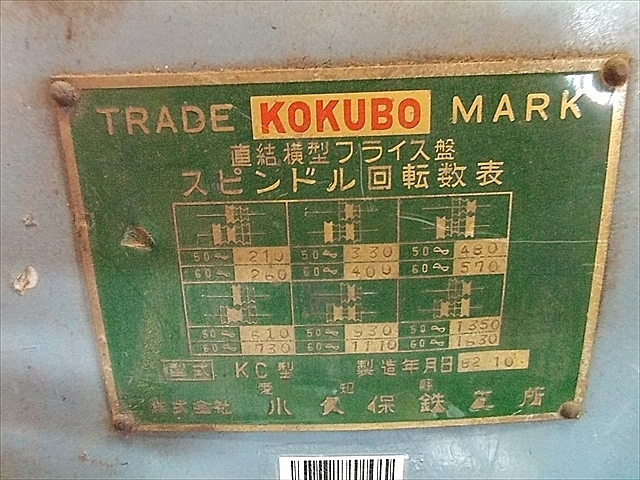 TRADE KOKUBO MARK
直結横型フライス盤
スピンドル回転数表
50∾ 210 50∾ 330 50∾ 480
60∾ 260 60∾ 400 60∾ 570
50∾ 610 50∾ 930 50∾ 1350
60∾ 730 60∾ 1110 60∾ 1630
型式 KC型 製造年月日 62 10
愛知県
株式会社 小久保鉄工所